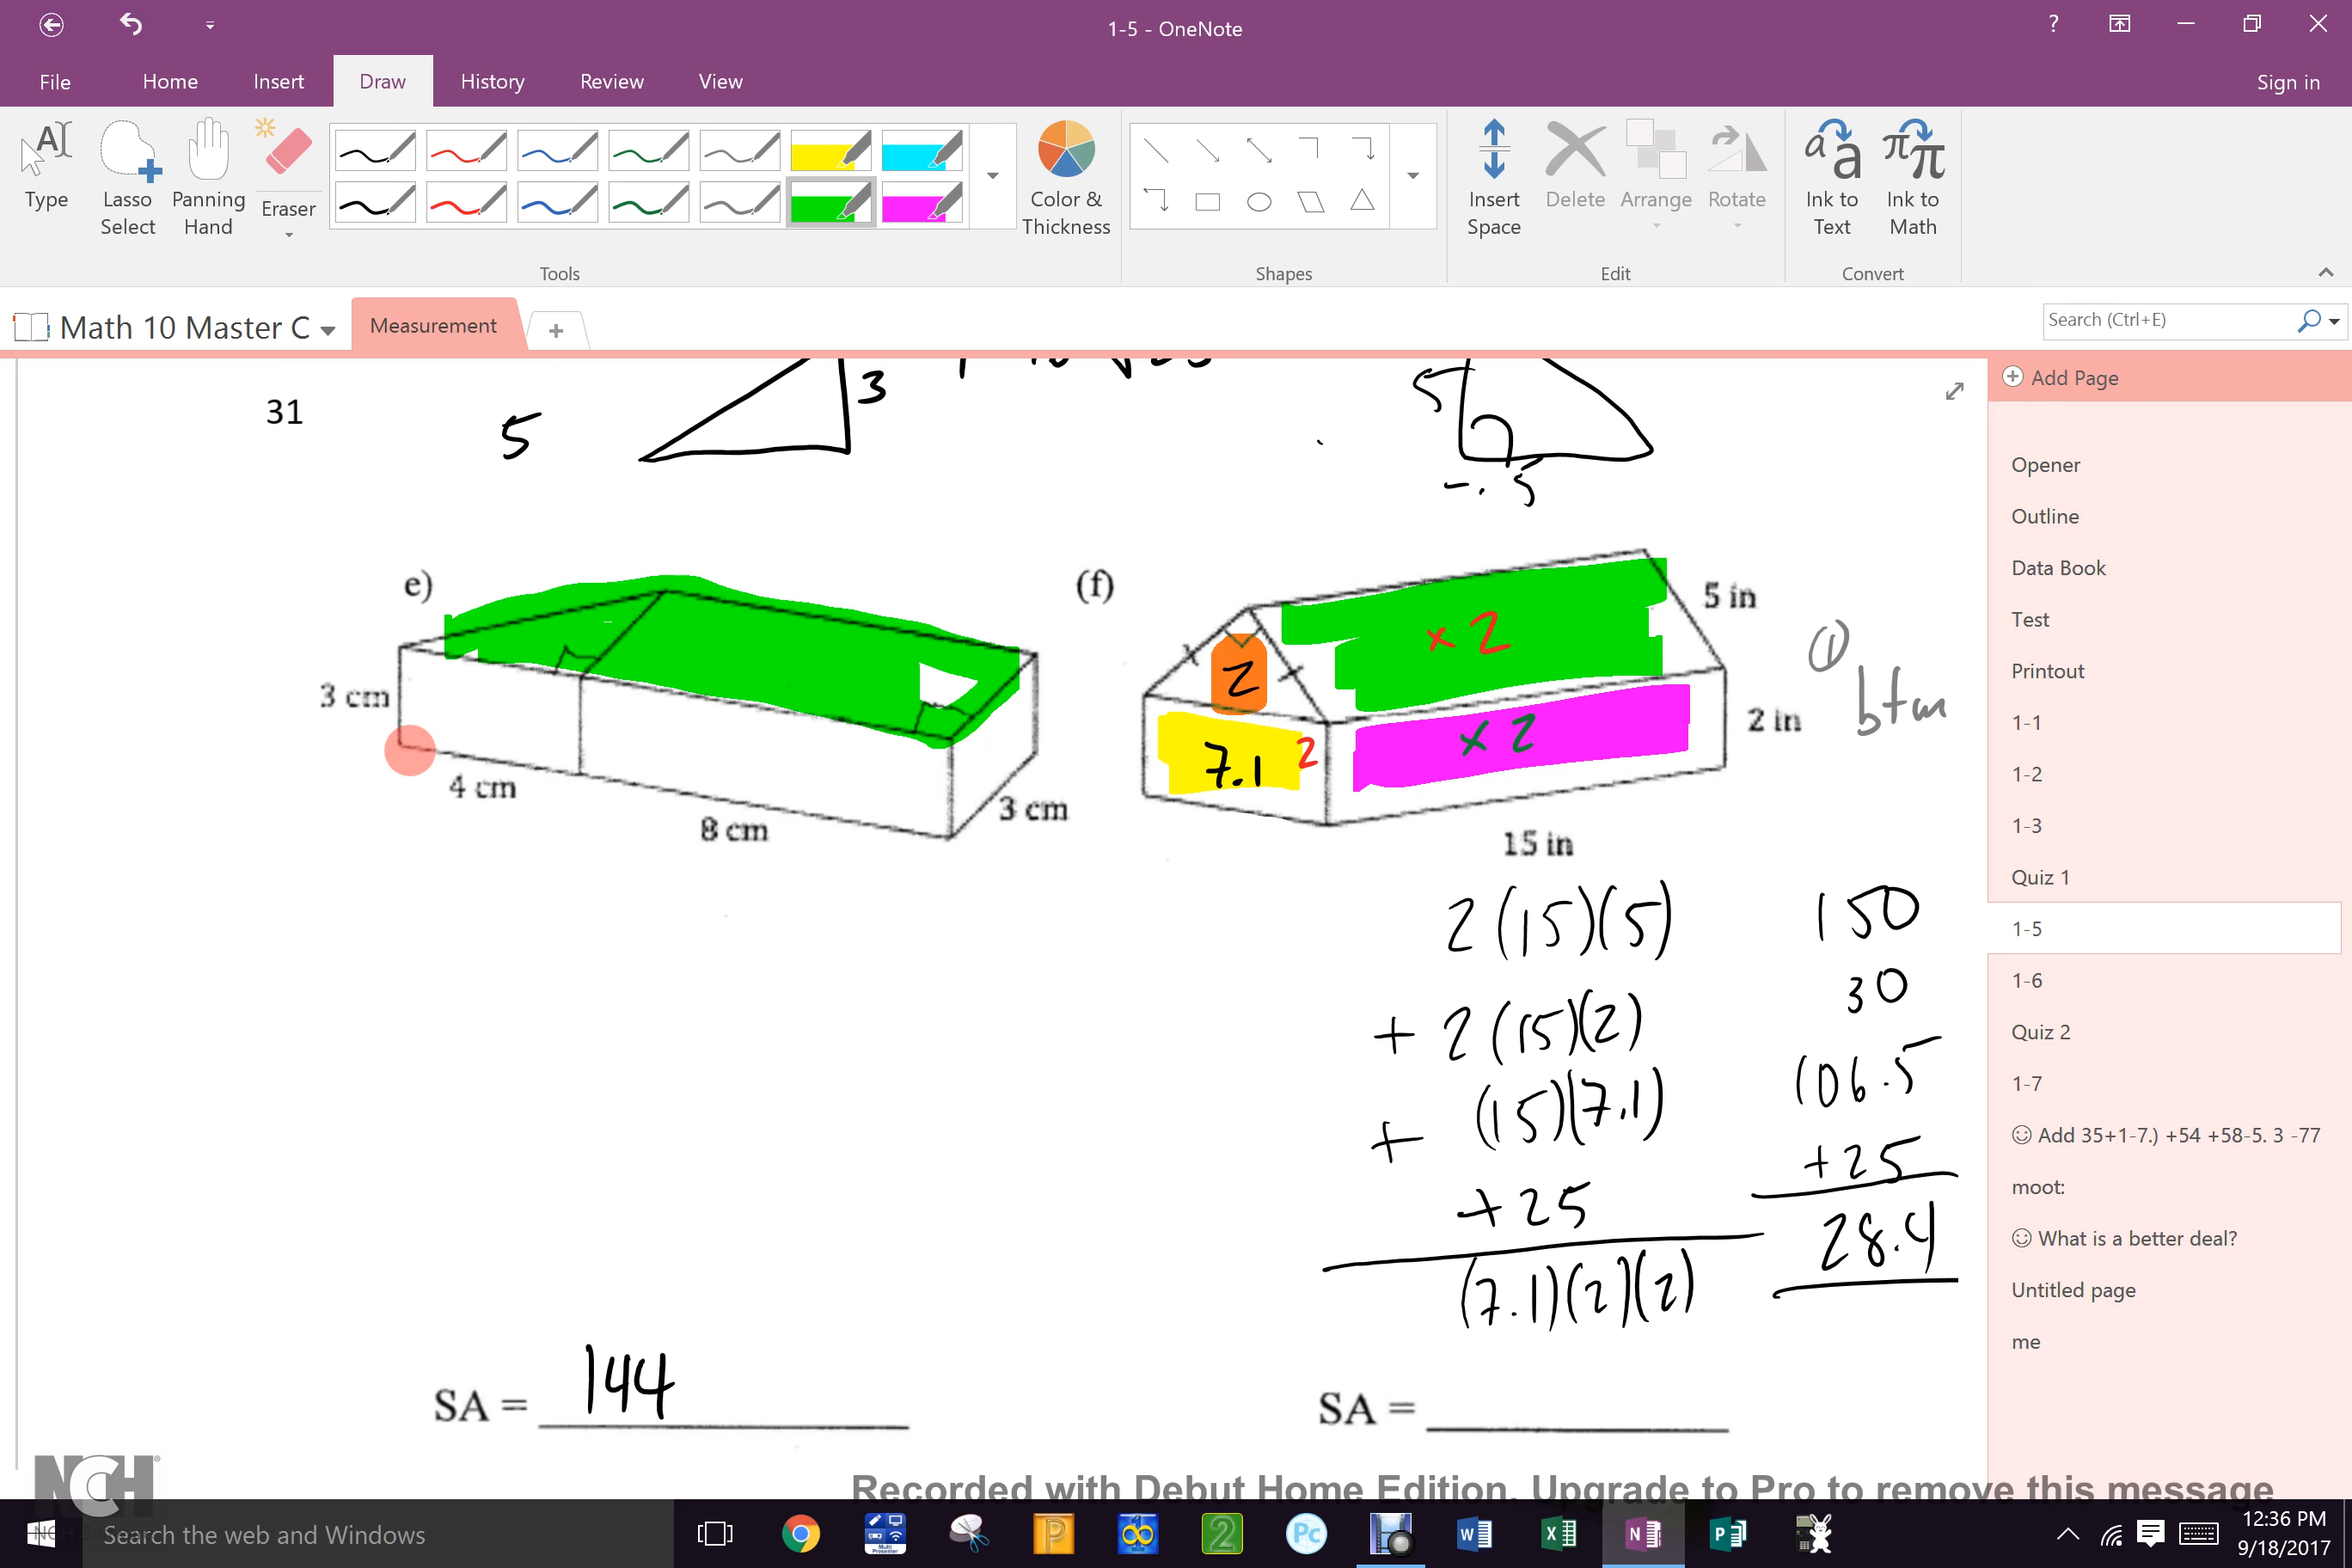 1-5 - OneNote
?
File Home Insert Draw History Review View
Sign in
Type
Lasso Select
Panning Hand
Eraser
Color & Thickness
Insert Space
Delete
Arrange
Rotate
Ink to Text
Ink to Math
Tools
Shapes
Edit
Convert
Math 10 Master C
Measurement
+
Search (Ctrl+E)
Add Page
31
5
3
5
5
Opener
Outline
Data Book
Test
Printout
1-1
1-2
1-3
Quiz 1
1-5
1-6
Quiz 2
1-7
Add 35+1-7.) +54 +58-5. 3 -77
moot:
What is a better deal?
Untitled page
me
e)
3 cm
4 cm
8 cm
3 cm
(f)
5 in
2 in
15 in
x 2
2
x 2
7.1
2
1
btm
2(15)(5)
+ 2(15)(2)
+ (15)(7.1)
+25
(7.1)(2)(2)
150
30
106.5
+25
28.4
SA = 144
SA =
NCH
Recorded with Debut Home Edition. Upgrade to Pro to remove this message
Search the web and Windows
12:36 PM
9/18/2017